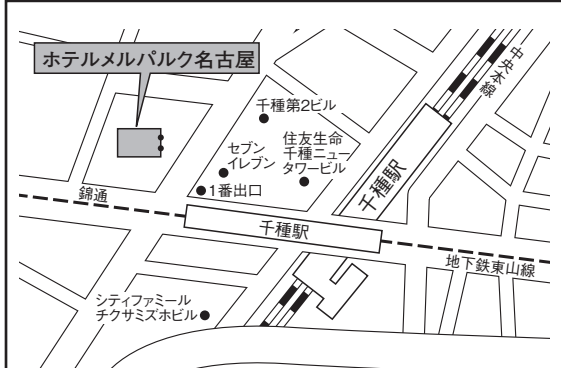 ホテルメルパルク名古屋
中央本線
千種第2ビル
住友生命
千種ニュー
タワービル
セブン
イレブン
1番出口
千種駅
錦通
千種駅
地下鉄東山線
シティファミール
チクサミズホビル